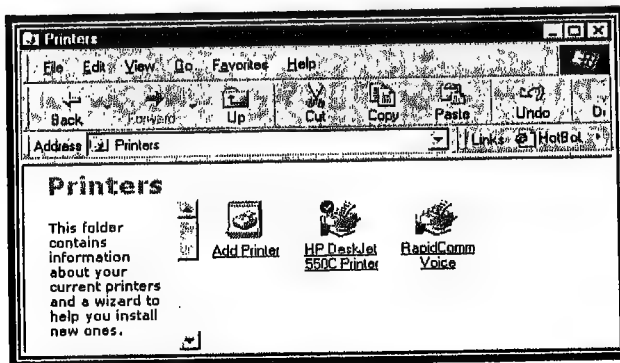 Printers
File Edit View Go Favorites Help
Back Forward Up Cut Copy Paste Undo
Address Printers Links HotBot
Printers
This folder
contains
information
about your
current printers
and a wizard to
help you install
new ones.
Add Printer
HP DeskJet
550C Printer
RapidComm
Voice